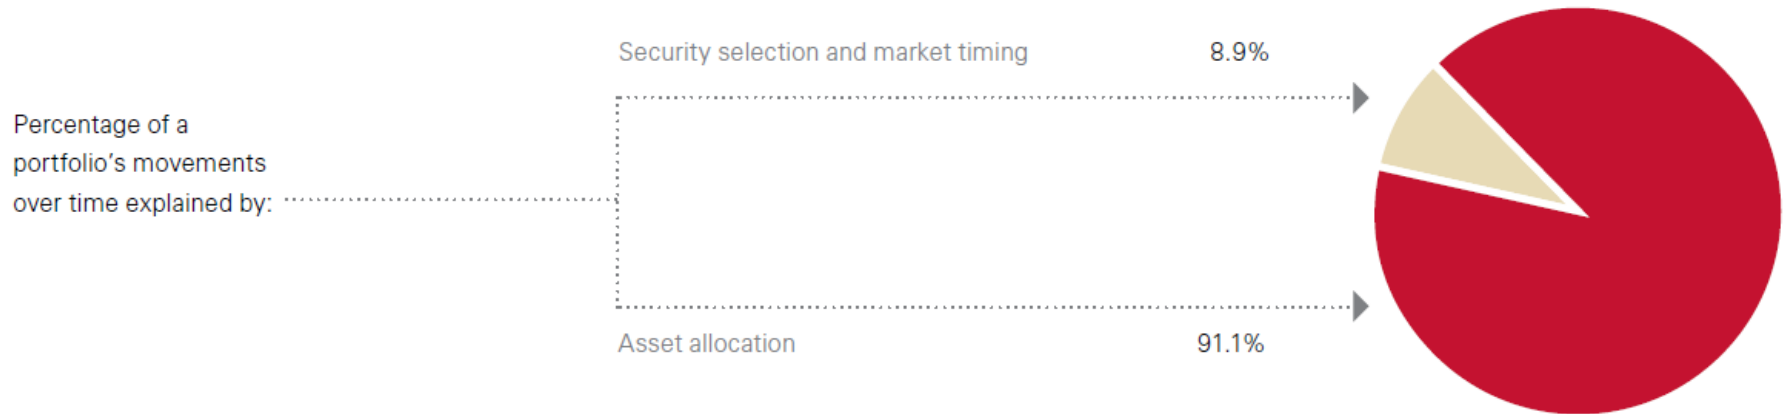 Security selection and market timing 8.9%
Percentage of a
portfolio’s movements
over time explained by:
Asset allocation 91.1%